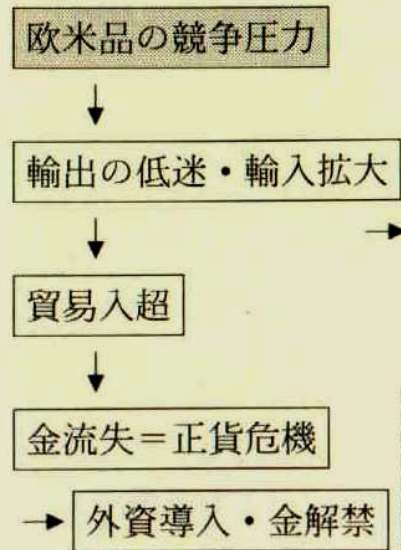 欧米品の競争圧力
↓
輸出の低迷・輸入拡大
↓
→
貿易入超
↓
金流失＝正貨危機
→ 外資導入・金解禁